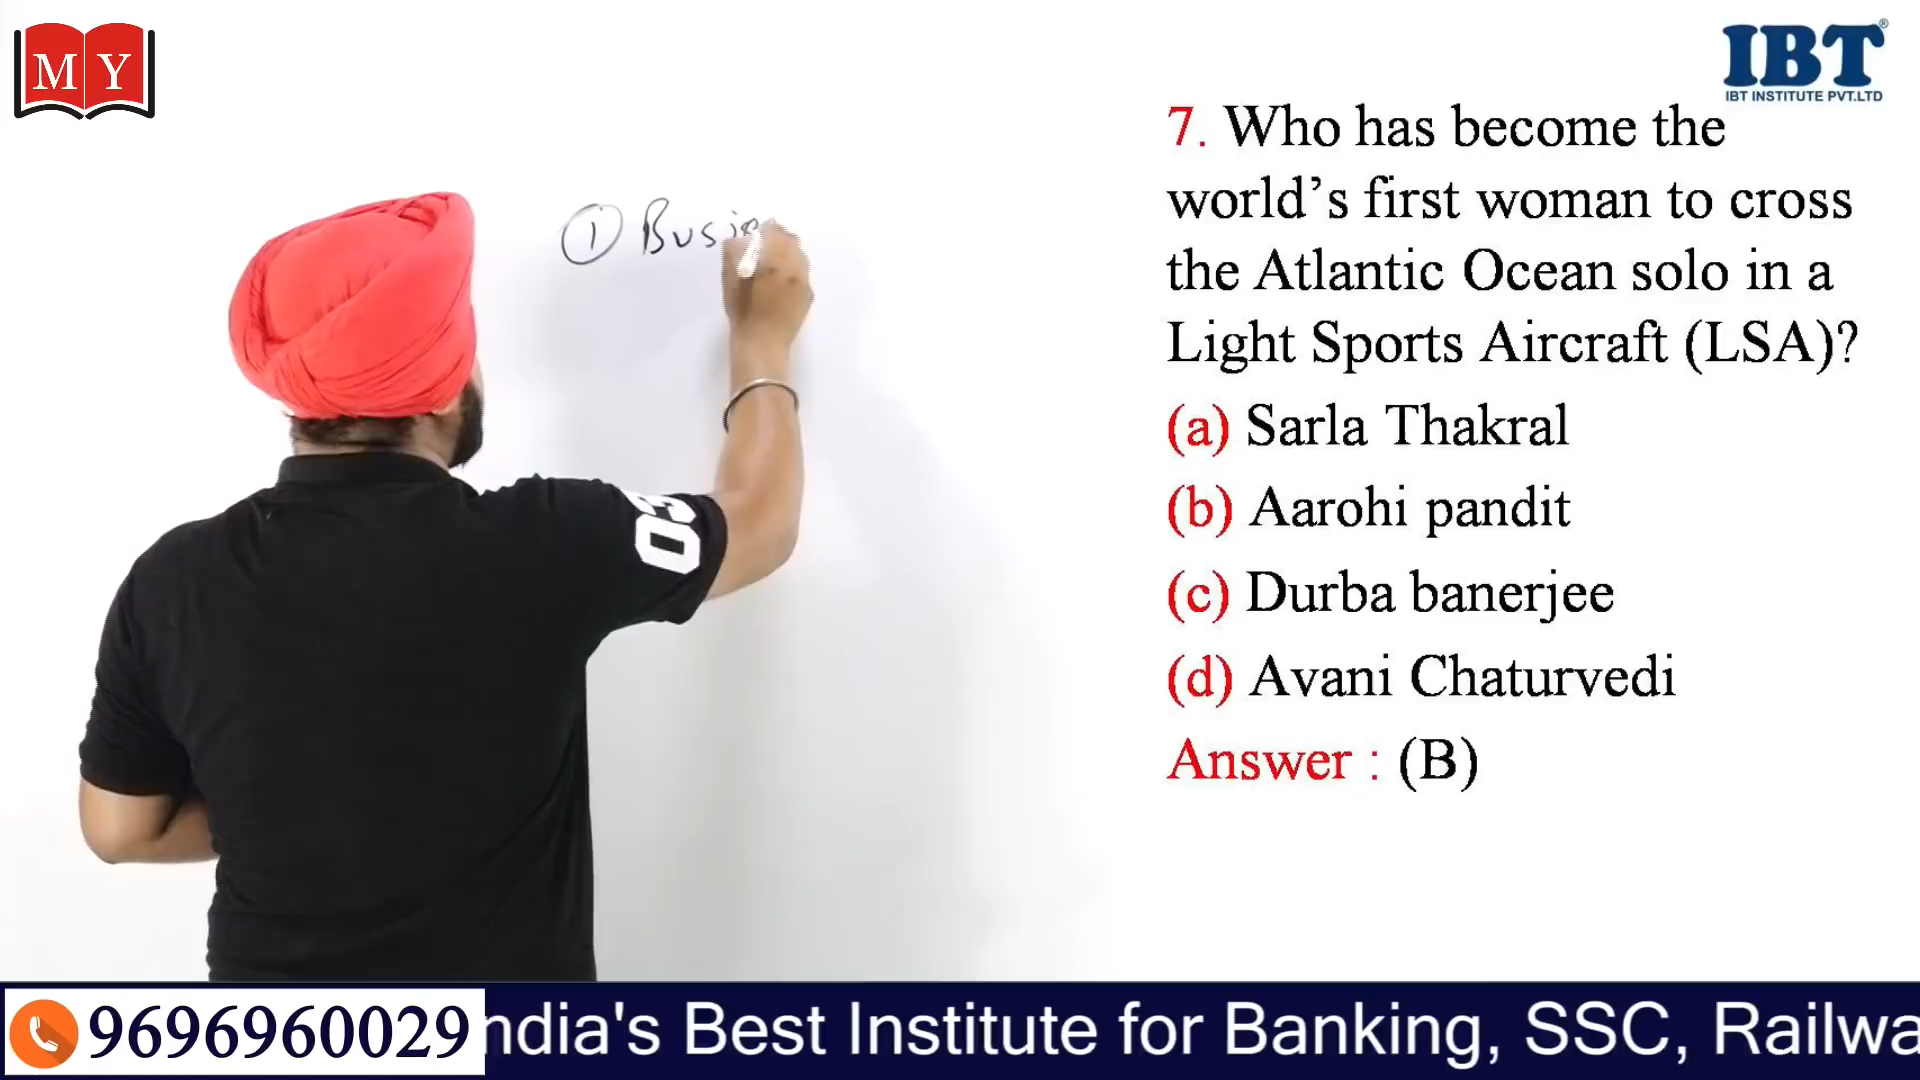 M Y
IBT
IBT INSTITUTE PVT.LTD
7. Who has become the
world’s first woman to cross
the Atlantic Ocean solo in a
Light Sports Aircraft (LSA)?
(a) Sarla Thakral
(b) Aarohi pandit
(c) Durba banerjee
(d) Avani Chaturvedi
Answer : (B)
① Busi
03
9696960029
ndia's Best Institute for Banking, SSC, Railwa